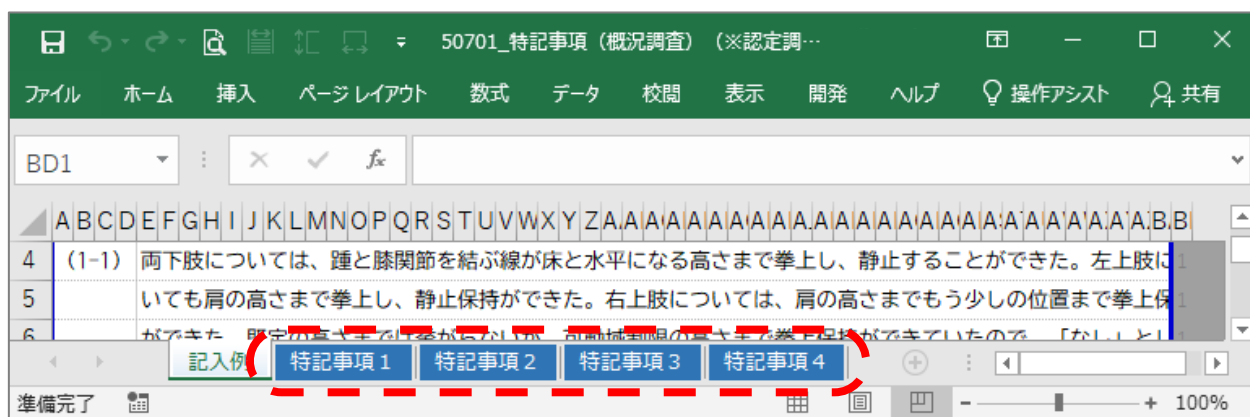 50701_特記事項（概況調査）（※認定調…
ファイル ホーム 挿入 ページ レイアウト 数式 データ 校閲 表示 開発 ヘルプ 操作アシスト 共有
BD1 fx
A B C D E F G H I J K L M N O P Q R S T U V W X Y Z
4 (1-1) 両下肢については、踵と膝関節を結ぶ線が床と水平になる高さまで拳上し、静止することができた。左上肢に 1
5 いても肩の高さまで拳上し、静止保持ができた。右上肢については、肩の高さまでもう少しの位置まで拳上保 1
6
記入例 特記事項１ 特記事項２ 特記事項３ 特記事項４
準備完了 100%